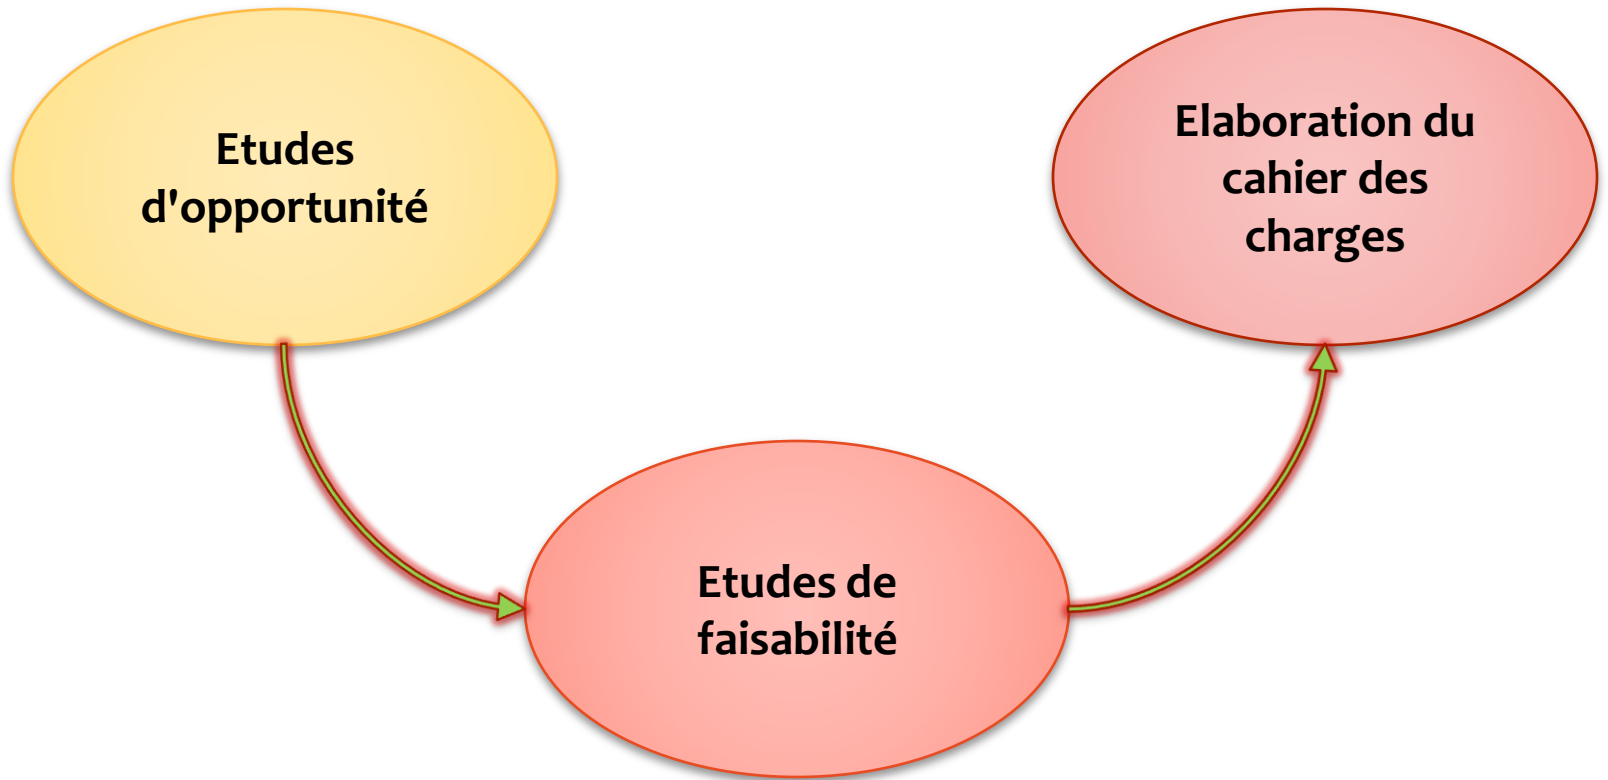 Etudes
d'opportunité
Etudes de
faisabilité
Elaboration du
cahier des
charges